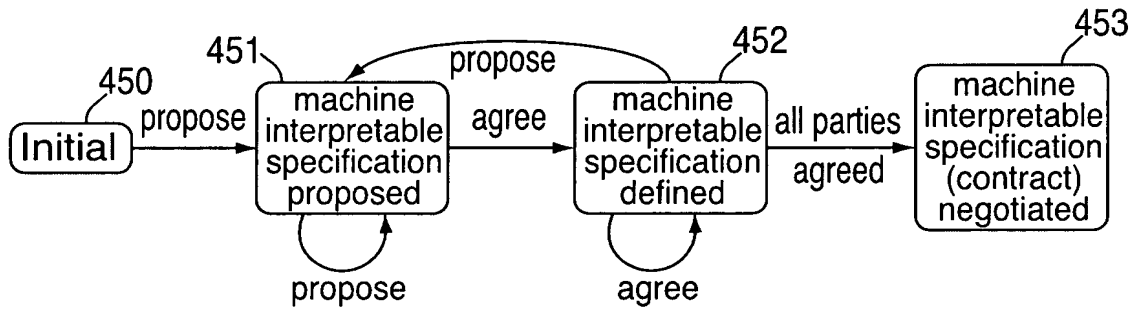 450
Initial
propose
451
machine
interpretable
specification
proposed
propose
propose
agree
452
machine
interpretable
specification
defined
agree
all parties
agreed
453
machine
interpretable
specification
(contract)
negotiated